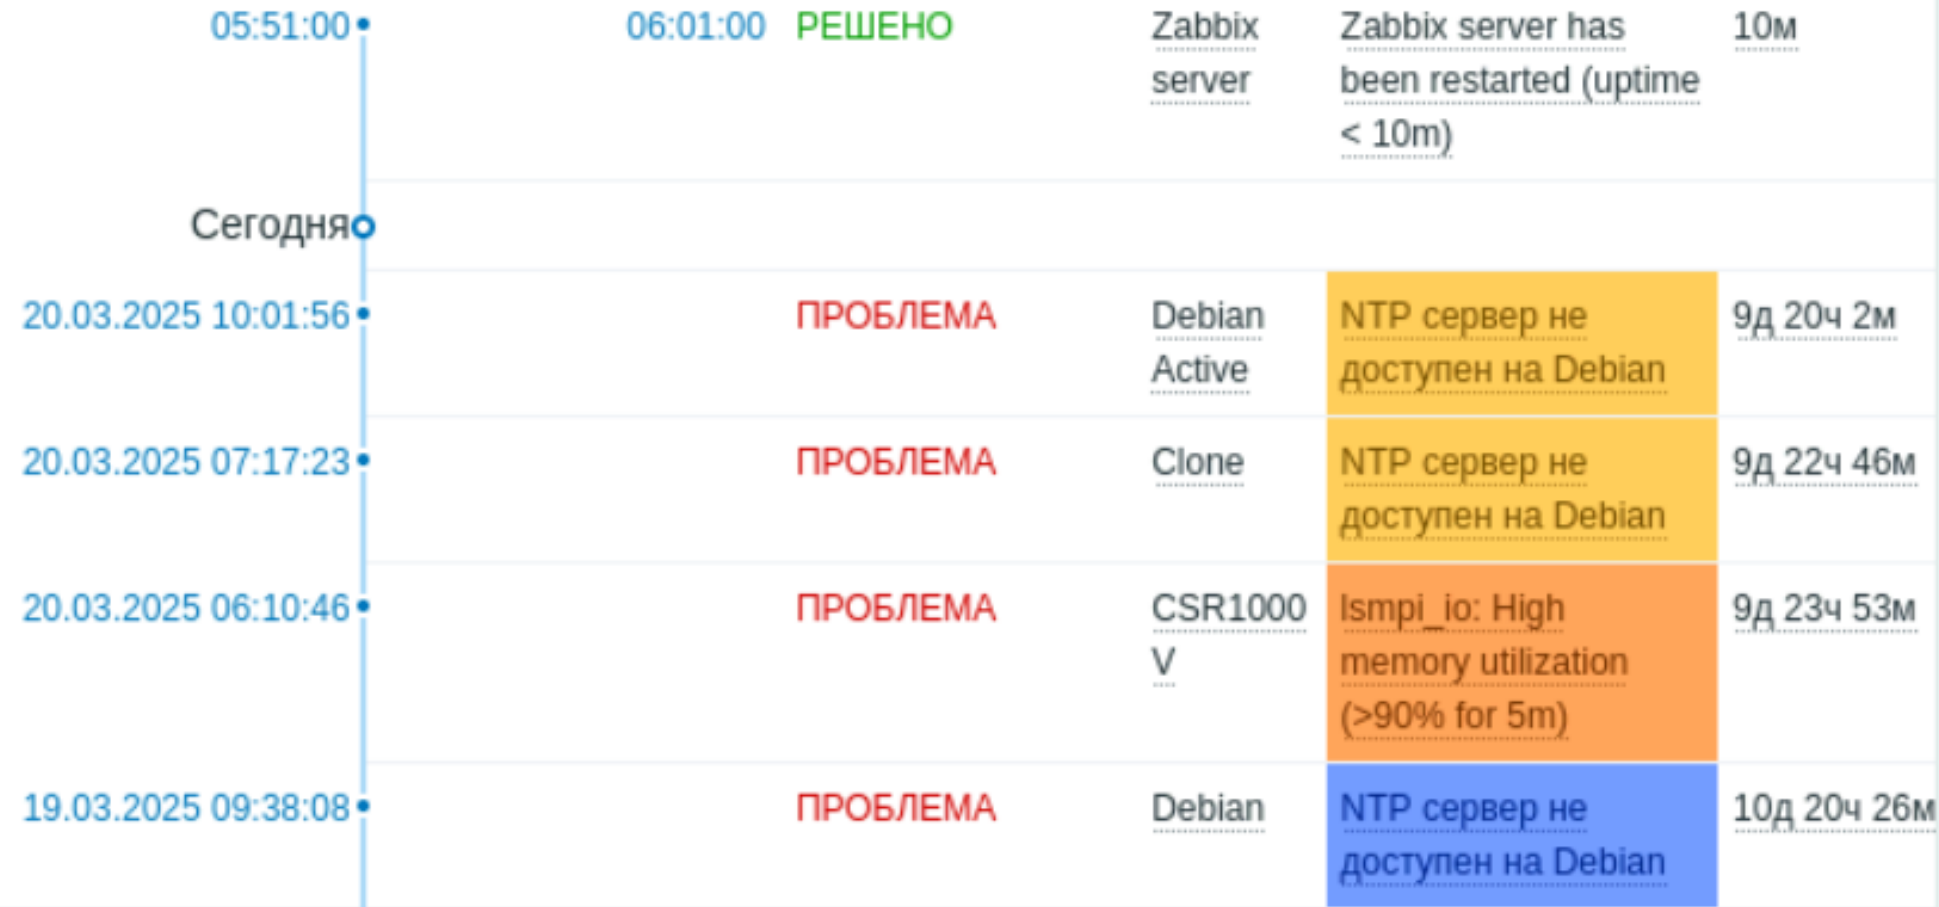 05:51:00 06:01:00 РЕШЕНО Zabbix Zabbix server has 10м
server been restarted (uptime
< 10m)
Сегодня
20.03.2025 10:01:56 ПРОБЛЕМА Debian NTP сервер не 9д 20ч 2м
Active доступен на Debian
20.03.2025 07:17:23 ПРОБЛЕМА Clone NTP сервер не 9д 22ч 46м
доступен на Debian
20.03.2025 06:10:46 ПРОБЛЕМА CSR1000 lsmpi_io: High 9д 23ч 53м
V memory utilization
(>90% for 5m)
19.03.2025 09:38:08 ПРОБЛЕМА Debian NTP сервер не 10д 20ч 26м
доступен на Debian